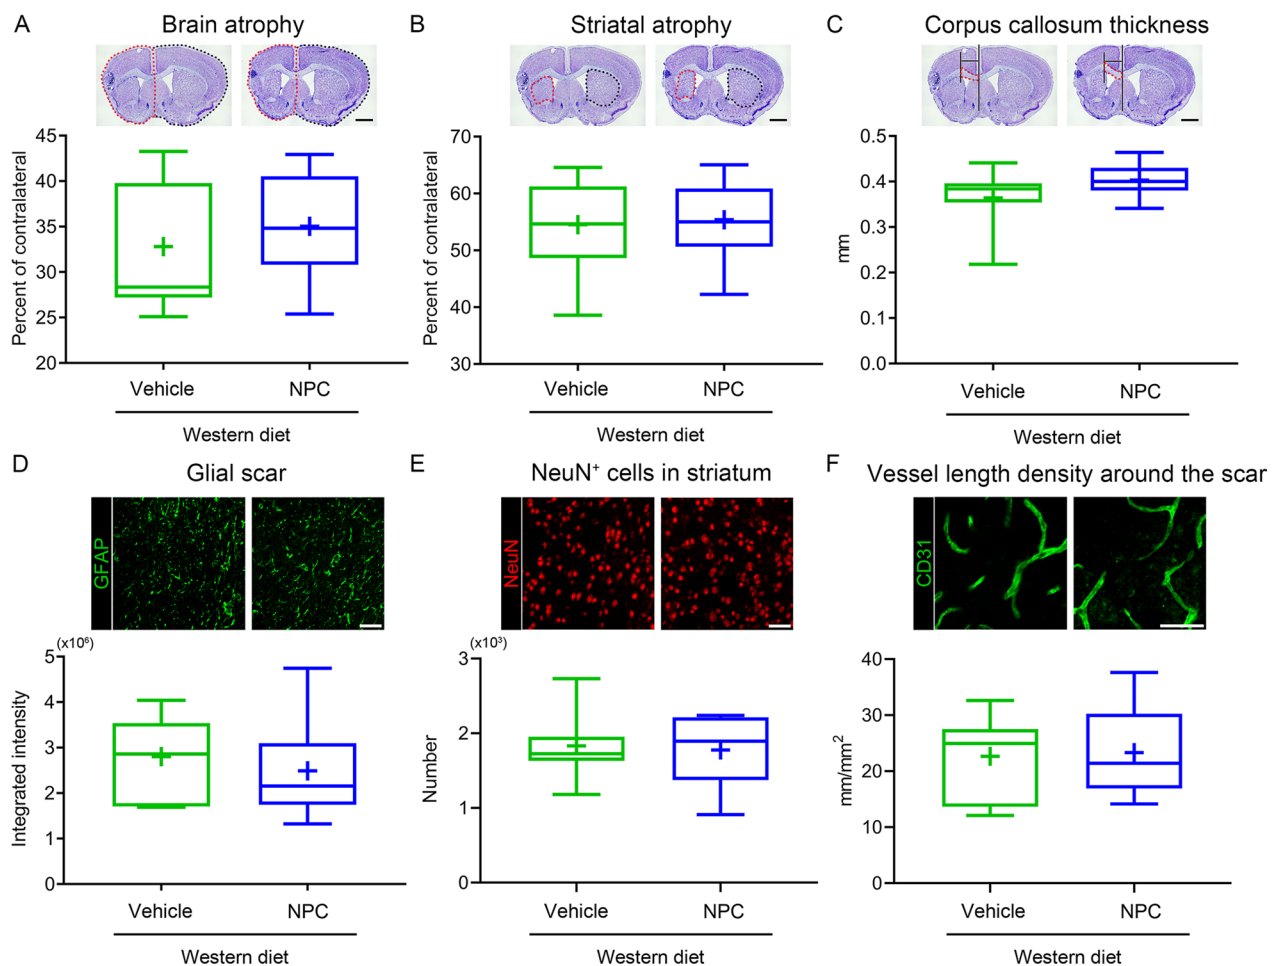 A Brain atrophy
Percent of contralateral
45
40
35
30
25
20
Vehicle NPC
Western diet
B Striatal atrophy
Percent of contralateral
70
60
50
40
30
Vehicle NPC
Western diet
C Corpus callosum thickness
mm
0.5
0.4
0.3
0.2
0.1
0.0
Vehicle NPC
Western diet
D Glial scar
GFAP
(x10⁶)
Integrated intensity
5
4
3
2
1
0
Vehicle NPC
Western diet
E NeuN⁺ cells in striatum
NeuN
(x10³)
Number
3
2
1
0
Vehicle NPC
Western diet
F Vessel length density around the scar
CD31
mm/mm²
40
30
20
10
0
Vehicle NPC
Western diet